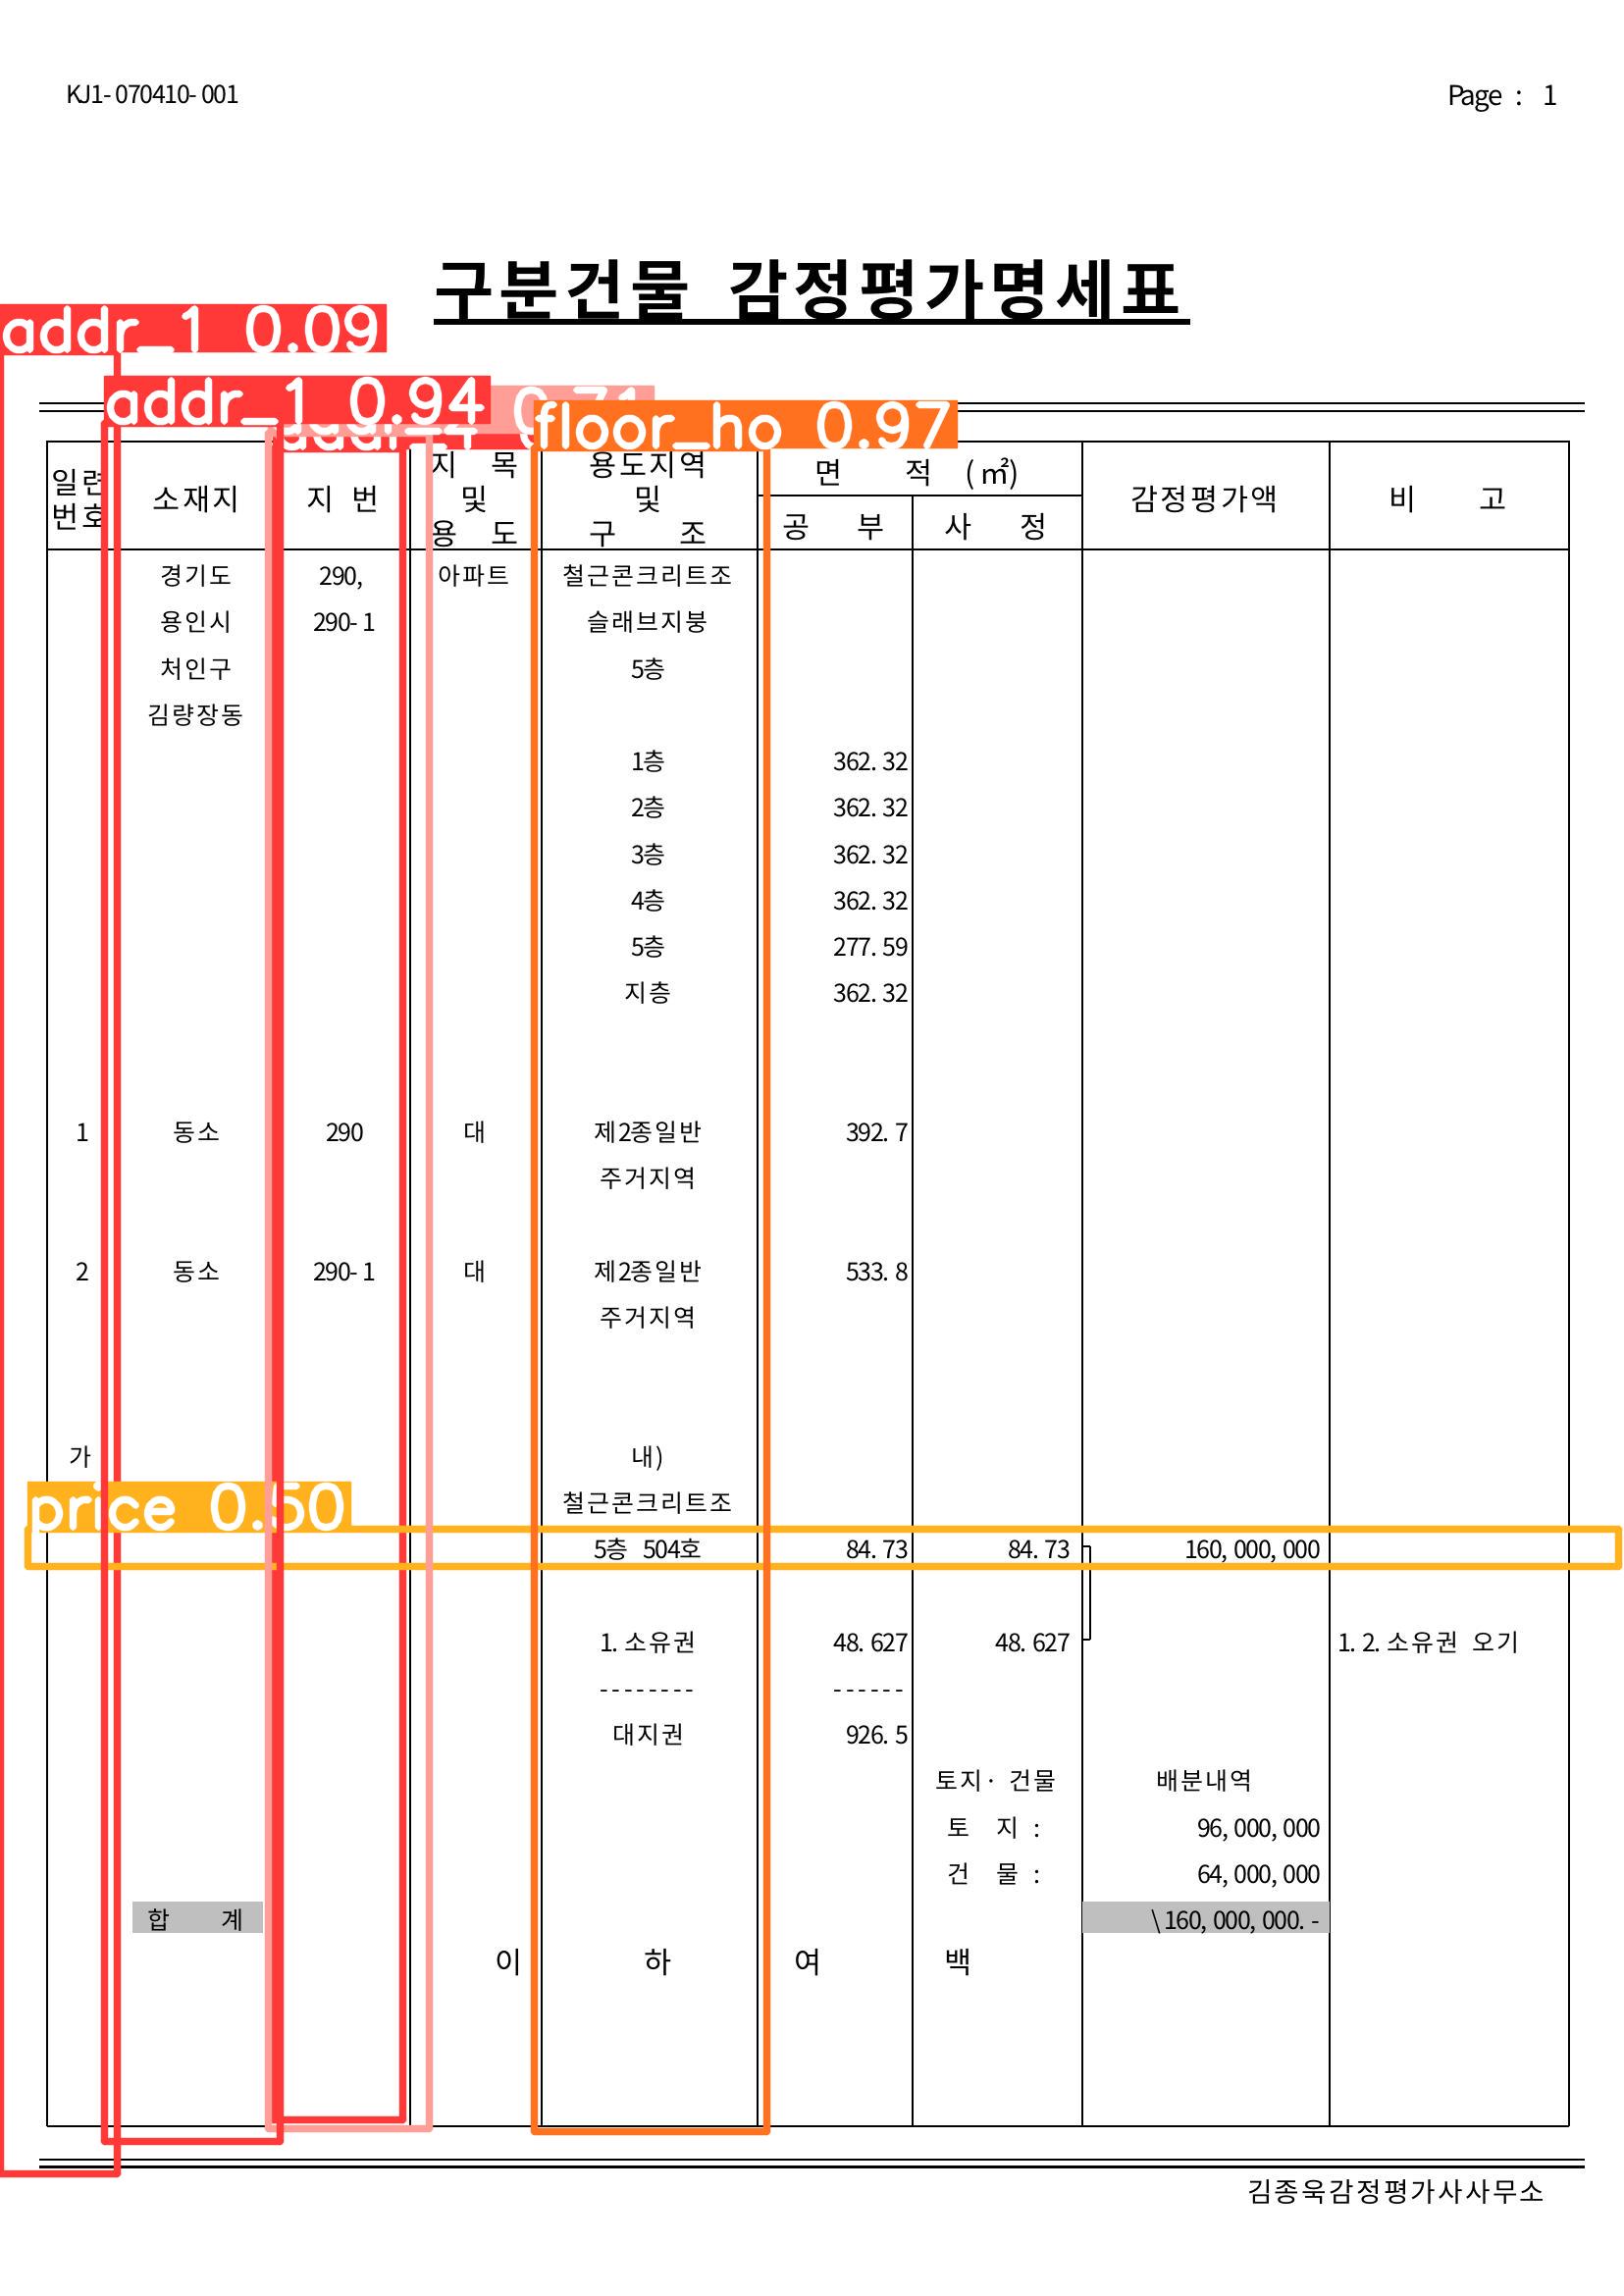 KJ1-070410-001
Page : 1
구분건물 감정평가명세표
addr_1 0.09
addr_1 0.94
floor_ho 0.97
일련
번호
소재지
지 번
지 목
및
용 도
용도지역
및
구 조
면 적 (㎡)
공 부
사 정
감정평가액
비 고
경기도 290, 아파트 철근콘크리트조
용인시 290-1 슬래브지붕
처인구 5층
김량장동
1층 362.32
2층 362.32
3층 362.32
4층 362.32
5층 277.59
지층 362.32
1 동소 290 대 제2종일반 392.7
주거지역
2 동소 290-1 대 제2종일반 533.8
주거지역
가 내)
철근콘크리트조
price 0.50
5층 504호 84.73 84.73 160,000,000
1.소유권 48.627 48.627 1.2.소유권 오기
-------- ------
대지권 926.5
토지·건물 배분내역
토 지 : 96,000,000
건 물 : 64,000,000
합 계 \160,000,000.-
이 하 여 백
김종욱감정평가사사무소